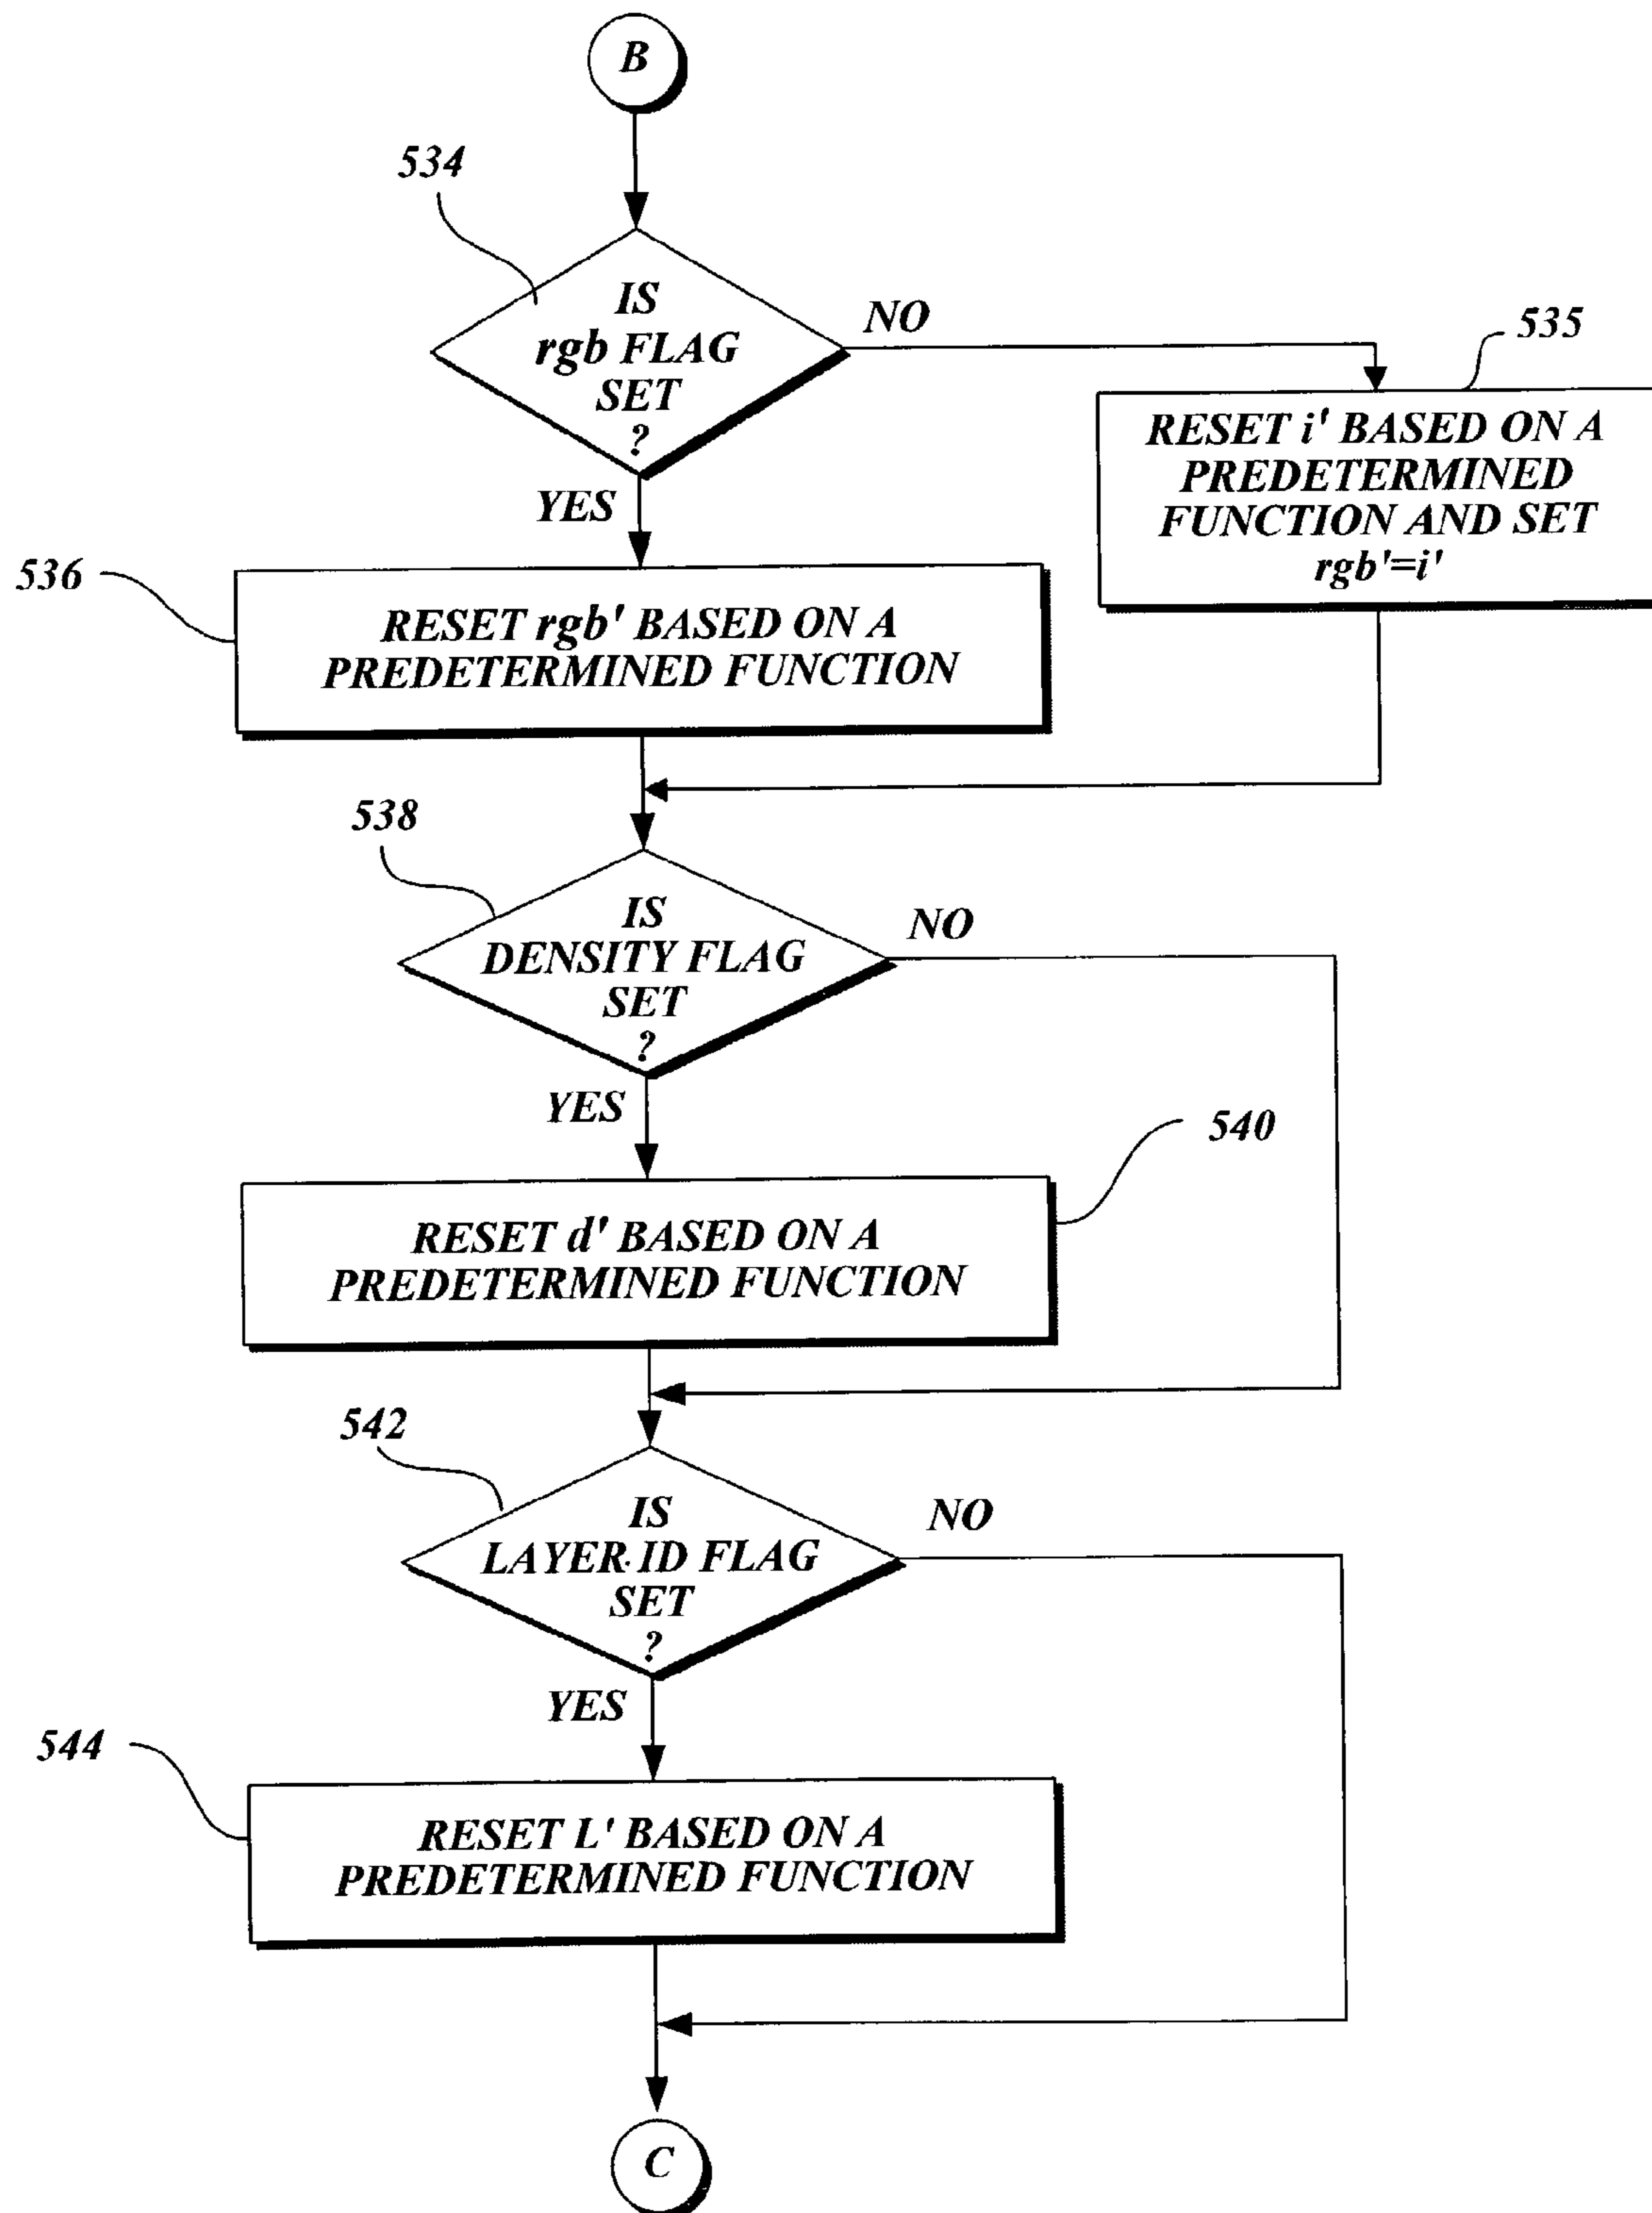 B
534
IS
rgb FLAG
SET
?
NO
535
RESET i' BASED ON A
PREDETERMINED
FUNCTION AND SET
rgb'=i'
YES
536
RESET rgb' BASED ON A
PREDETERMINED FUNCTION
538
IS
DENSITY FLAG
SET
?
NO
YES
540
RESET d' BASED ON A
PREDETERMINED FUNCTION
542
IS
LAYER-ID FLAG
SET
?
NO
YES
544
RESET L' BASED ON A
PREDETERMINED FUNCTION
C